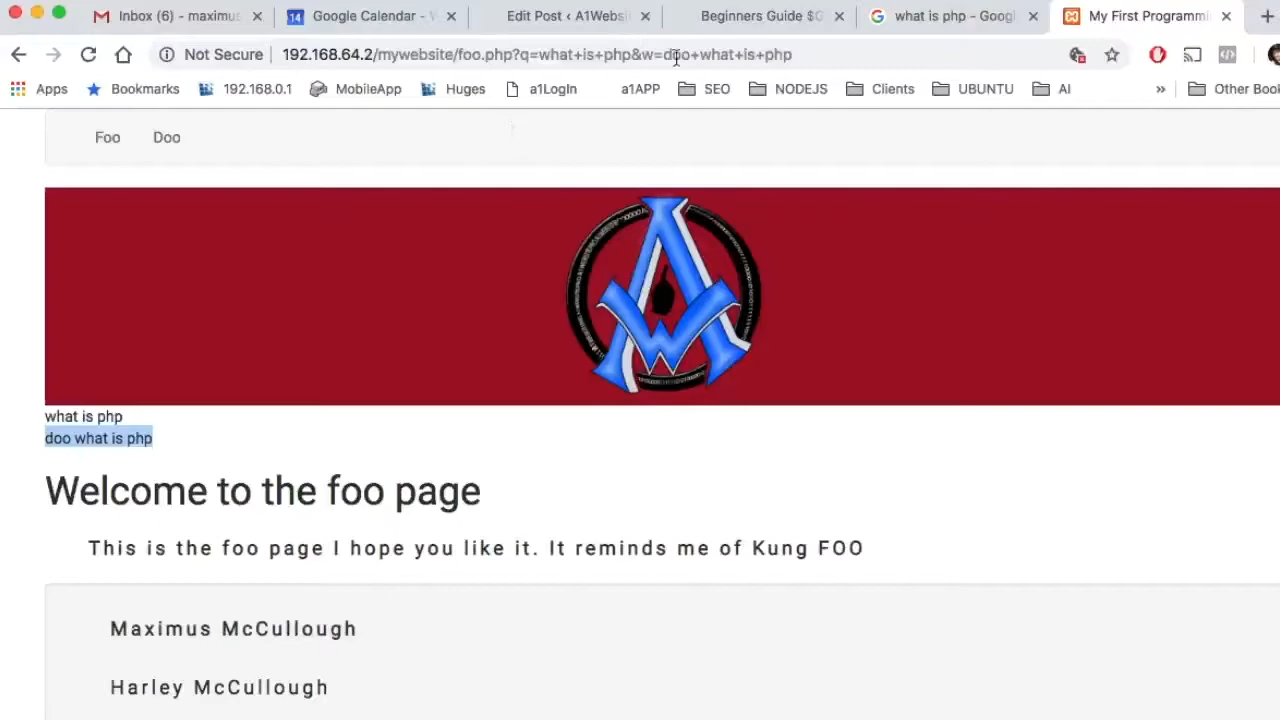 Inbox (6) - maximus
14 Google Calendar - W
Edit Post ‹ A1Websi
Beginners Guide $G
what is php - Googl
My First Programmi
Not Secure 192.168.64.2/mywebsite/foo.php?q=what+is+php&w=doo+what+is+php
Apps Bookmarks 192.168.0.1 MobileApp Huges a1LogIn a1APP SEO NODEJS Clients UBUNTU AI » Other Book
Foo Doo
what is php
doo what is php
Welcome to the foo page
This is the foo page I hope you like it. It reminds me of Kung FOO
Maximus McCullough
Harley McCullough